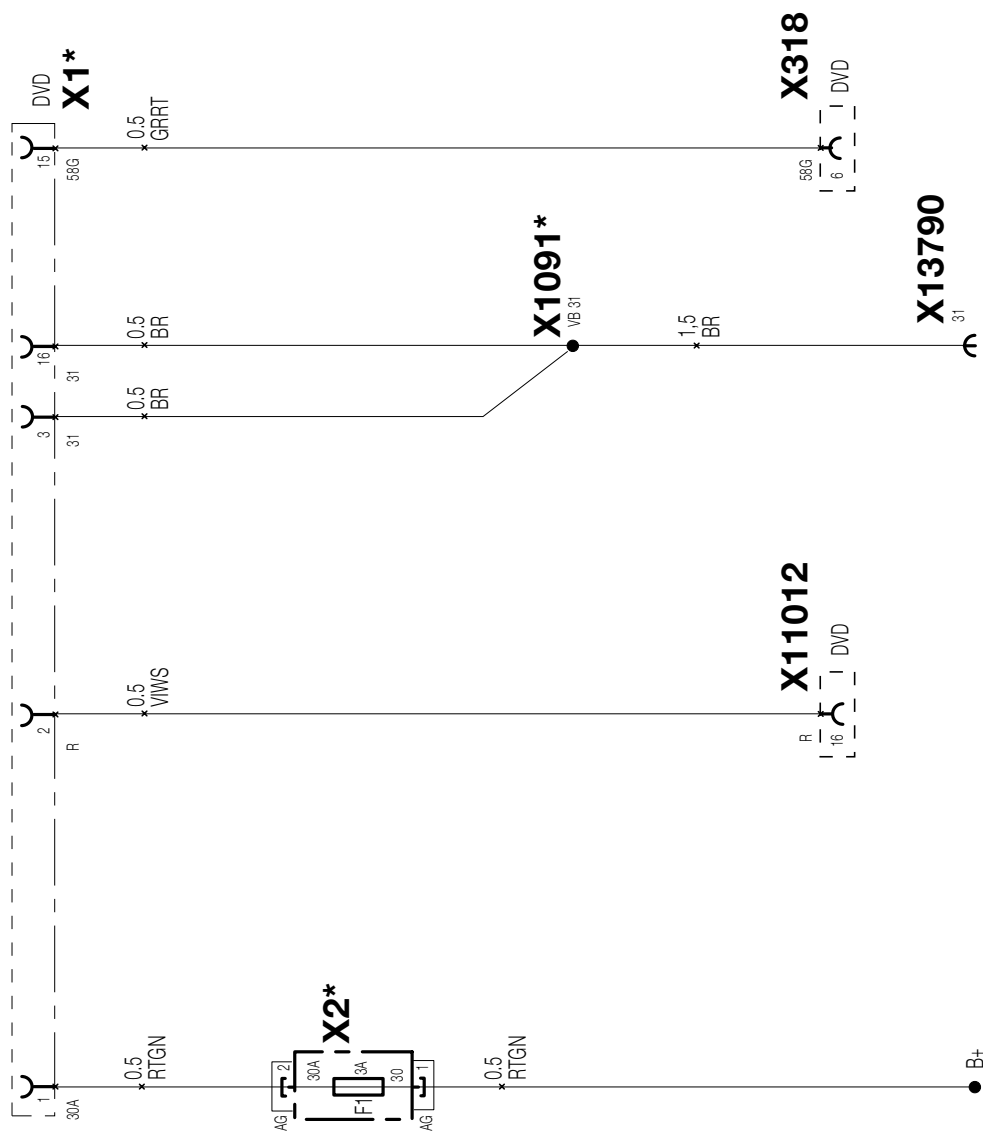 DVD
X1*
15
58G
0.5
GRRT
58G
6
DVD
X318
16
31
0.5
BR
3
31
0.5
BR
X1091*
VB 31
1,5
BR
X13790
31
2
R
0.5
VIWS
R
16
DVD
X11012
1
30A
0.5
RTGN
AG
2
X2*
30A
3A
F1
30
AG
1
0.5
RTGN
B+